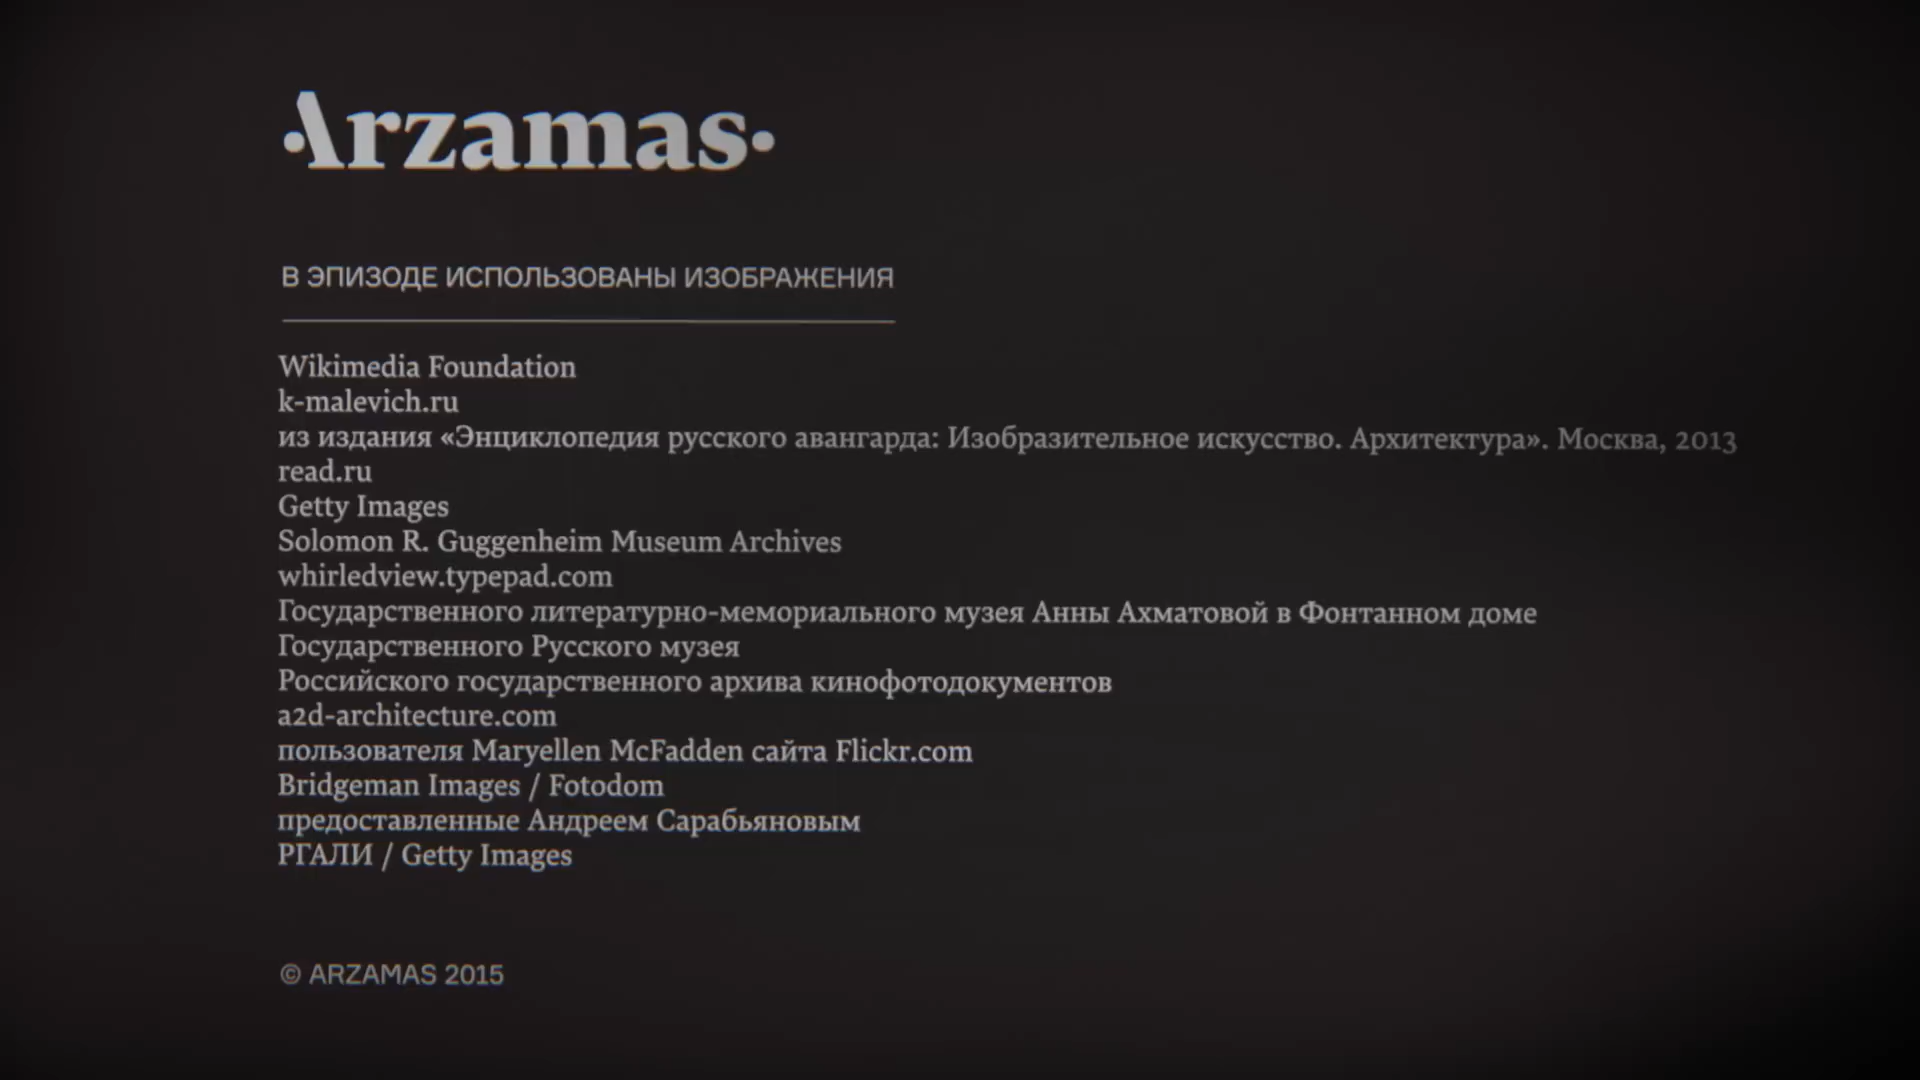 Arzamas
В ЭПИЗОДЕ ИСПОЛЬЗОВАНЫ ИЗОБРАЖЕНИЯ
Wikimedia Foundation
k-malevich.ru
из издания «Энциклопедия русского авангарда: Изобразительное искусство. Архитектура». Москва, 2013
read.ru
Getty Images
Solomon R. Guggenheim Museum Archives
whirledview.typepad.com
Государственного литературно-мемориального музея Анны Ахматовой в Фонтанном доме
Государственного Русского музея
Российского государственного архива кинофотодокументов
a2d-architecture.com
пользователя Maryellen McFadden сайта Flickr.com
Bridgeman Images / Fotodom
предоставленные Андреем Сарабьяновым
РГАЛИ / Getty Images
© ARZAMAS 2015